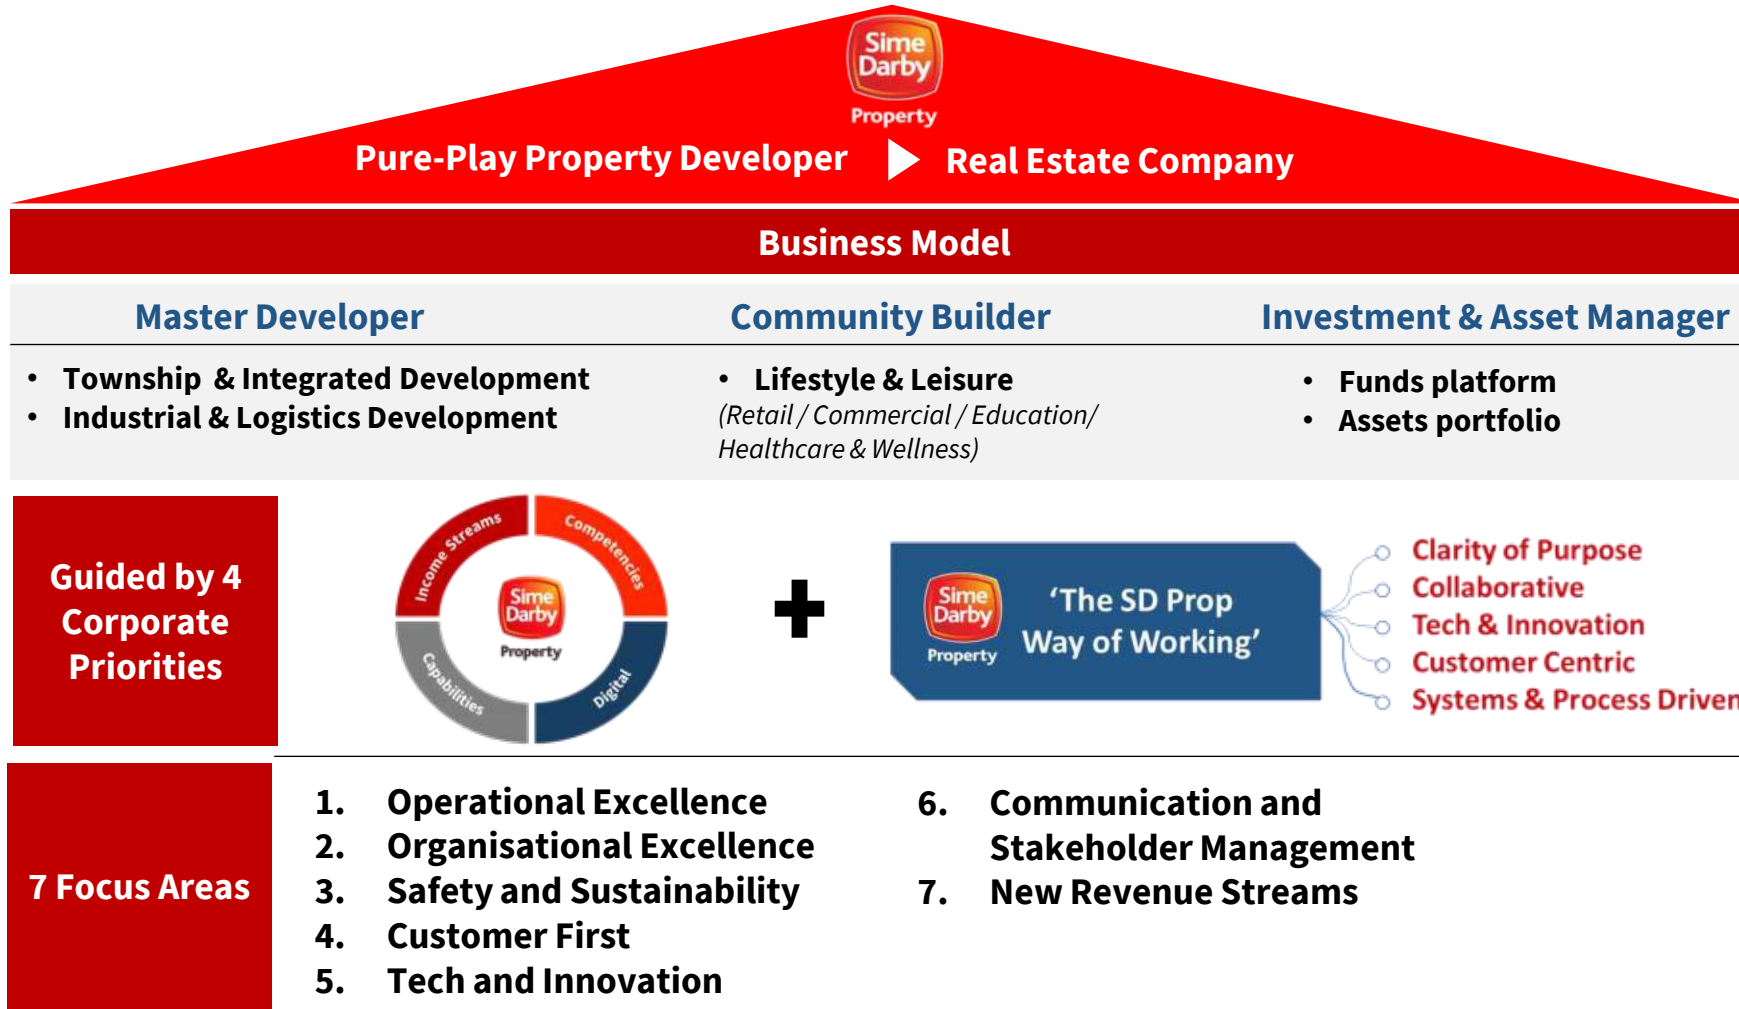 Sime
Darby
Property
Pure-Play Property Developer
Real Estate Company
Business Model
Master Developer
• Township & Integrated Development
• Industrial & Logistics Development
Community Builder
• Lifestyle & Leisure
(Retail / Commercial / Education/
Healthcare & Wellness)
Investment & Asset Manager
• Funds platform
• Assets portfolio
Guided by 4
Corporate
Priorities
Income Streams
Competencies
Capabilities
Digital
Sime
Darby
Property
+
Sime
Darby
Property
‘The SD Prop
Way of Working’
Clarity of Purpose
Collaborative
Tech & Innovation
Customer Centric
Systems & Process Driven
7 Focus Areas
1. Operational Excellence
2. Organisational Excellence
3. Safety and Sustainability
4. Customer First
5. Tech and Innovation
6. Communication and
Stakeholder Management
7. New Revenue Streams